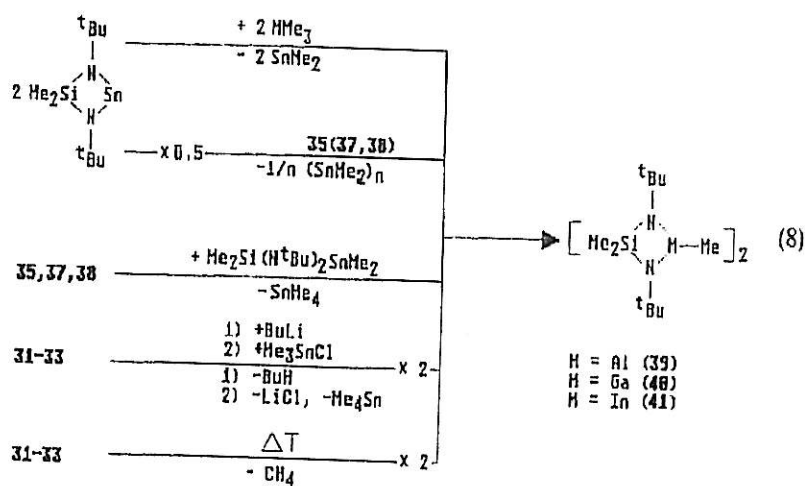 tBu
+ 2 MMe3
- 2 SnMe2
N
2 Me2Si Sn
N
tBu
x 0,5
35(37,38)
-1/n (SnMe2)n
+ Me2Si(NtBu)2SnMe2
35,37,38
-SnMe4
1) +BuLi
2) +Me3SnCl
31-33
x 2
1) -BuH
2) -LiCl, -Me4Sn
ΔT
31-33
x 2
- CH4
tBu
N
[ Me2Si M-Me ]2 (8)
N
tBu
M = Al (39)
M = Ga (40)
M = In (41)